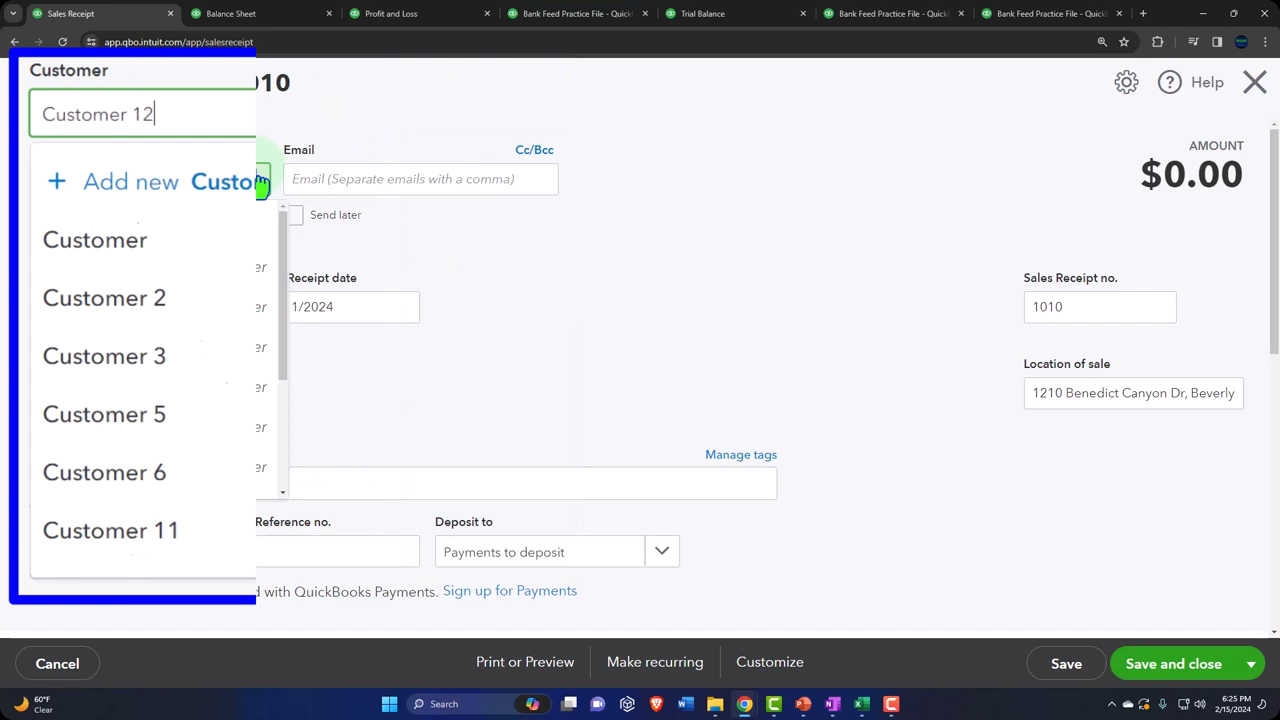 Sales Receipt
Balance Sheet
Profit and Loss
Bank Feed Practice File - Quick
Trial Balance
Bank Feed Practice File - Quick
Bank Feed Practice File - Quick
app.qbo.intuit.com/app/salesreceipt
Customer
010
Help
Customer 12
Email
Cc/Bcc
AMOUNT
Email (Separate emails with a comma)
$0.00
+ Add new Custo
Send later
Customer
er
Receipt date
Sales Receipt no.
Customer 2
er
1/2024
1010
Customer 3
er
Location of sale
er
1210 Benedict Canyon Dr, Beverly
Customer 5
er
Manage tags
Customer 6
er
Customer 11
Reference no.
Deposit to
Payments to deposit
d with QuickBooks Payments. Sign up for Payments
Cancel
Print or Preview
Make recurring
Customize
Save
Save and close
60°F
Clear
Search
6:25 PM
2/15/2024